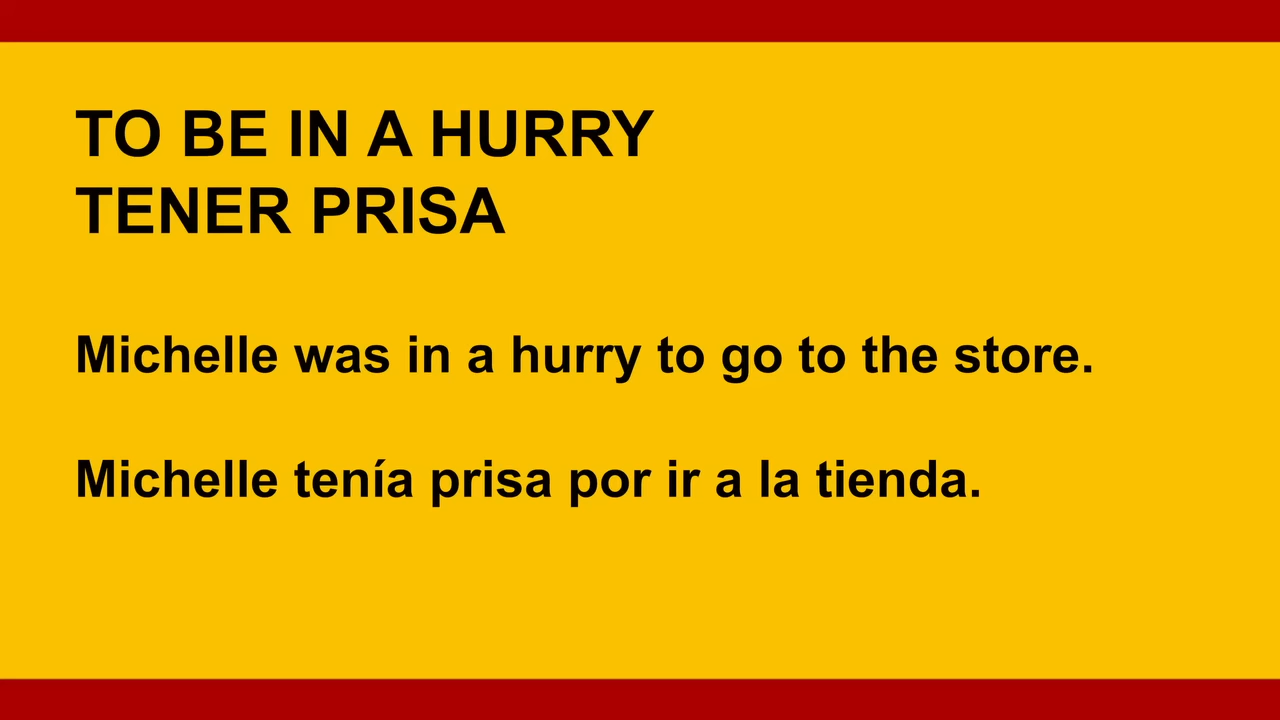 TO BE IN A HURRY
TENER PRISA
Michelle was in a hurry to go to the store.
Michelle tenía prisa por ir a la tienda.